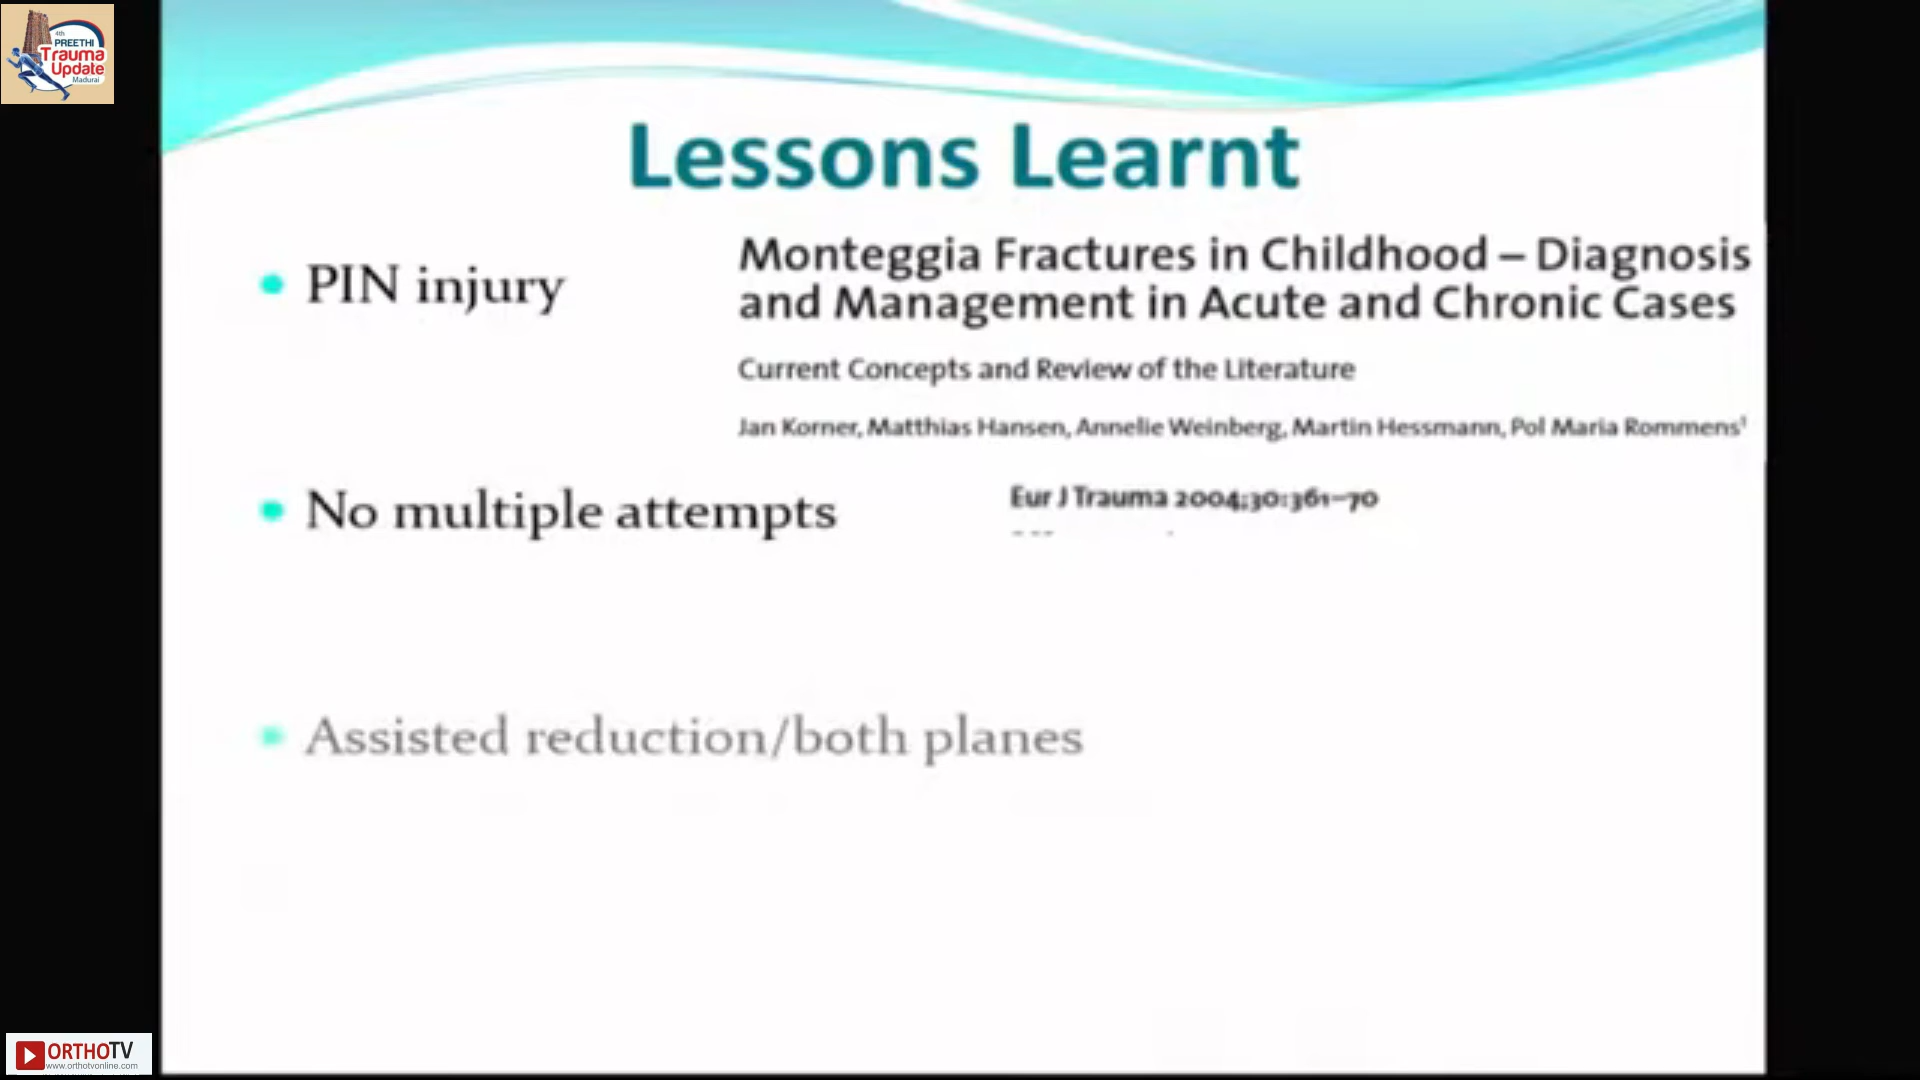 4th
PREETHI
Trauma
Update
Madurai
Lessons Learnt
• PIN injury
Monteggia Fractures in Childhood – Diagnosis
and Management in Acute and Chronic Cases
Current Concepts and Review of the Literature
Jan Korner, Matthias Hansen, Annelie Weinberg, Martin Hessmann, Pol Maria Rommens¹
• No multiple attempts
Eur J Trauma 2004;30:361–70
• Assisted reduction/both planes
ORTHOTV
www.orthotvonline.com